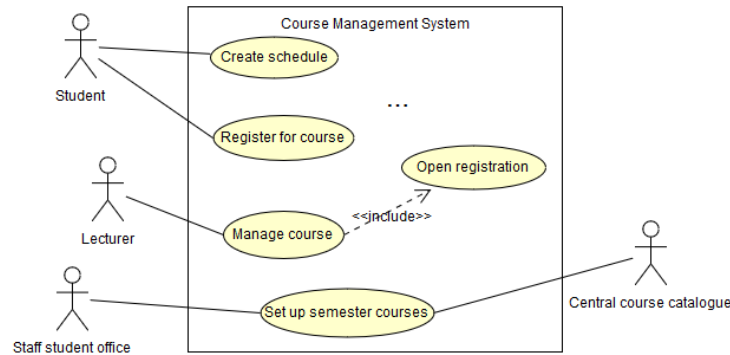 Course Management System
Create schedule
Student
...
Register for course
Open registration
<<include>>
Lecturer
Manage course
Set up semester courses
Central course catalogue
Staff student office